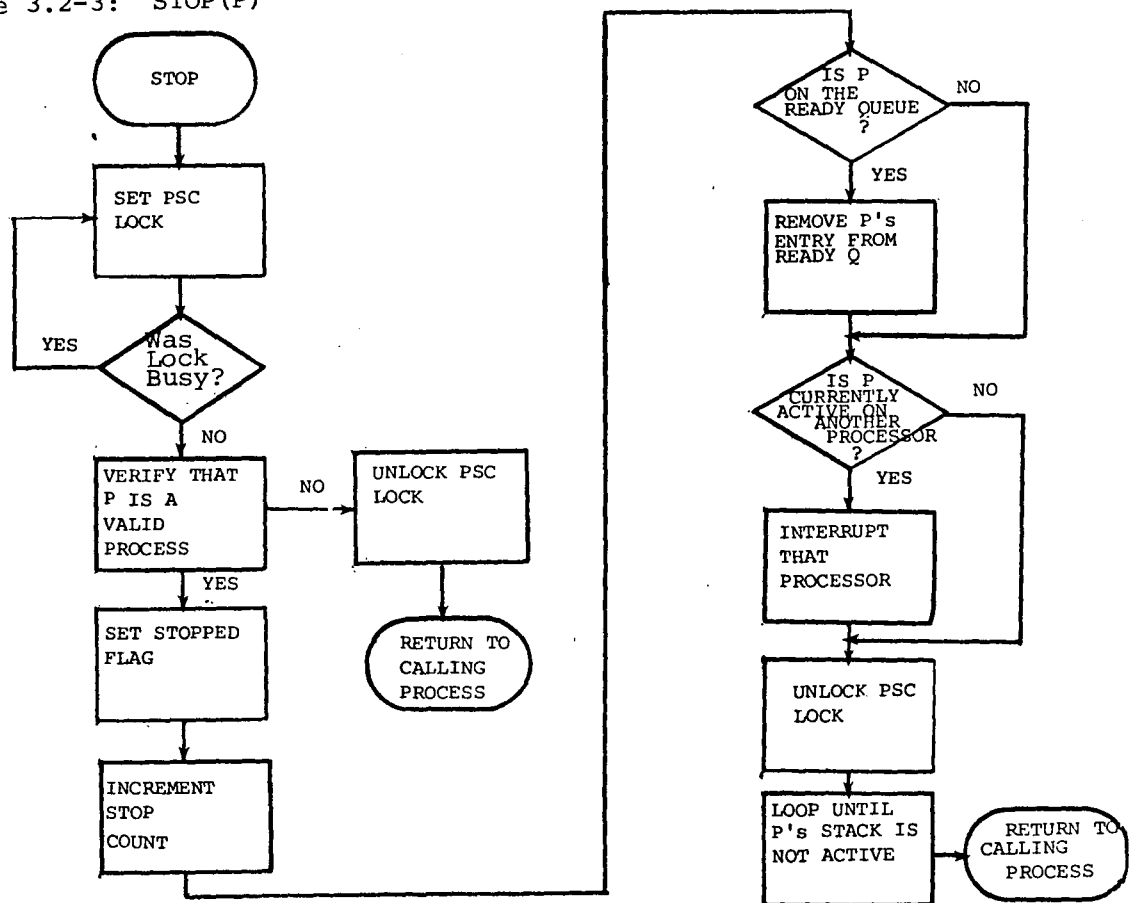 e 3.2-3: STOP(P)
STOP
SET PSC
LOCK
YES
Was
Lock
Busy?
NO
VERIFY THAT
P IS A
VALID
PROCESS
NO
UNLOCK PSC
LOCK
YES
RETURN TO
CALLING
PROCESS
SET STOPPED
FLAG
INCREMENT
STOP
COUNT
IS P
ON THE
READY QUEUE
?
NO
YES
REMOVE P's
ENTRY FROM
READY Q
IS P
CURRENTLY
ACTIVE ON
ANOTHER
PROCESSOR
?
NO
YES
INTERRUPT
THAT
PROCESSOR
UNLOCK PSC
LOCK
LOOP UNTIL
P's STACK IS
NOT ACTIVE
RETURN TO
CALLING
PROCESS